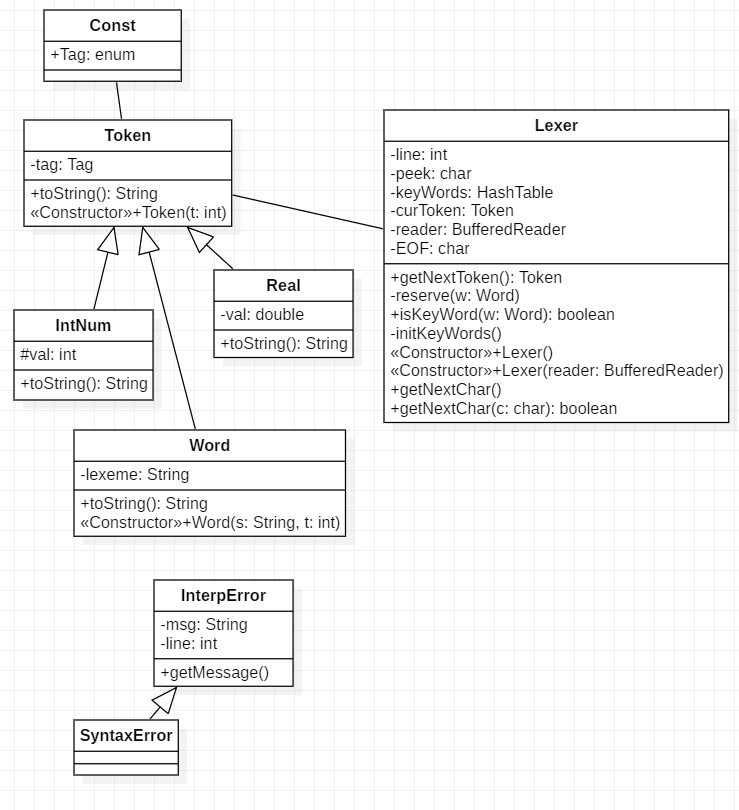 Const
+Tag: enum
Token
-tag: Tag
+toString(): String
«Constructor»+Token(t: int)
Lexer
-line: int
-peek: char
-keyWords: HashTable
-curToken: Token
-reader: BufferedReader
-EOF: char
+getNextToken(): Token
-reserve(w: Word)
+isKeyWord(w: Word): boolean
-initKeyWords()
«Constructor»+Lexer()
«Constructor»+Lexer(reader: BufferedReader)
+getNextChar()
+getNextChar(c: char): boolean
Real
-val: double
+toString(): String
IntNum
#val: int
+toString(): String
Word
-lexeme: String
+toString(): String
«Constructor»+Word(s: String, t: int)
InterpError
-msg: String
-line: int
+getMessage()
SyntaxError